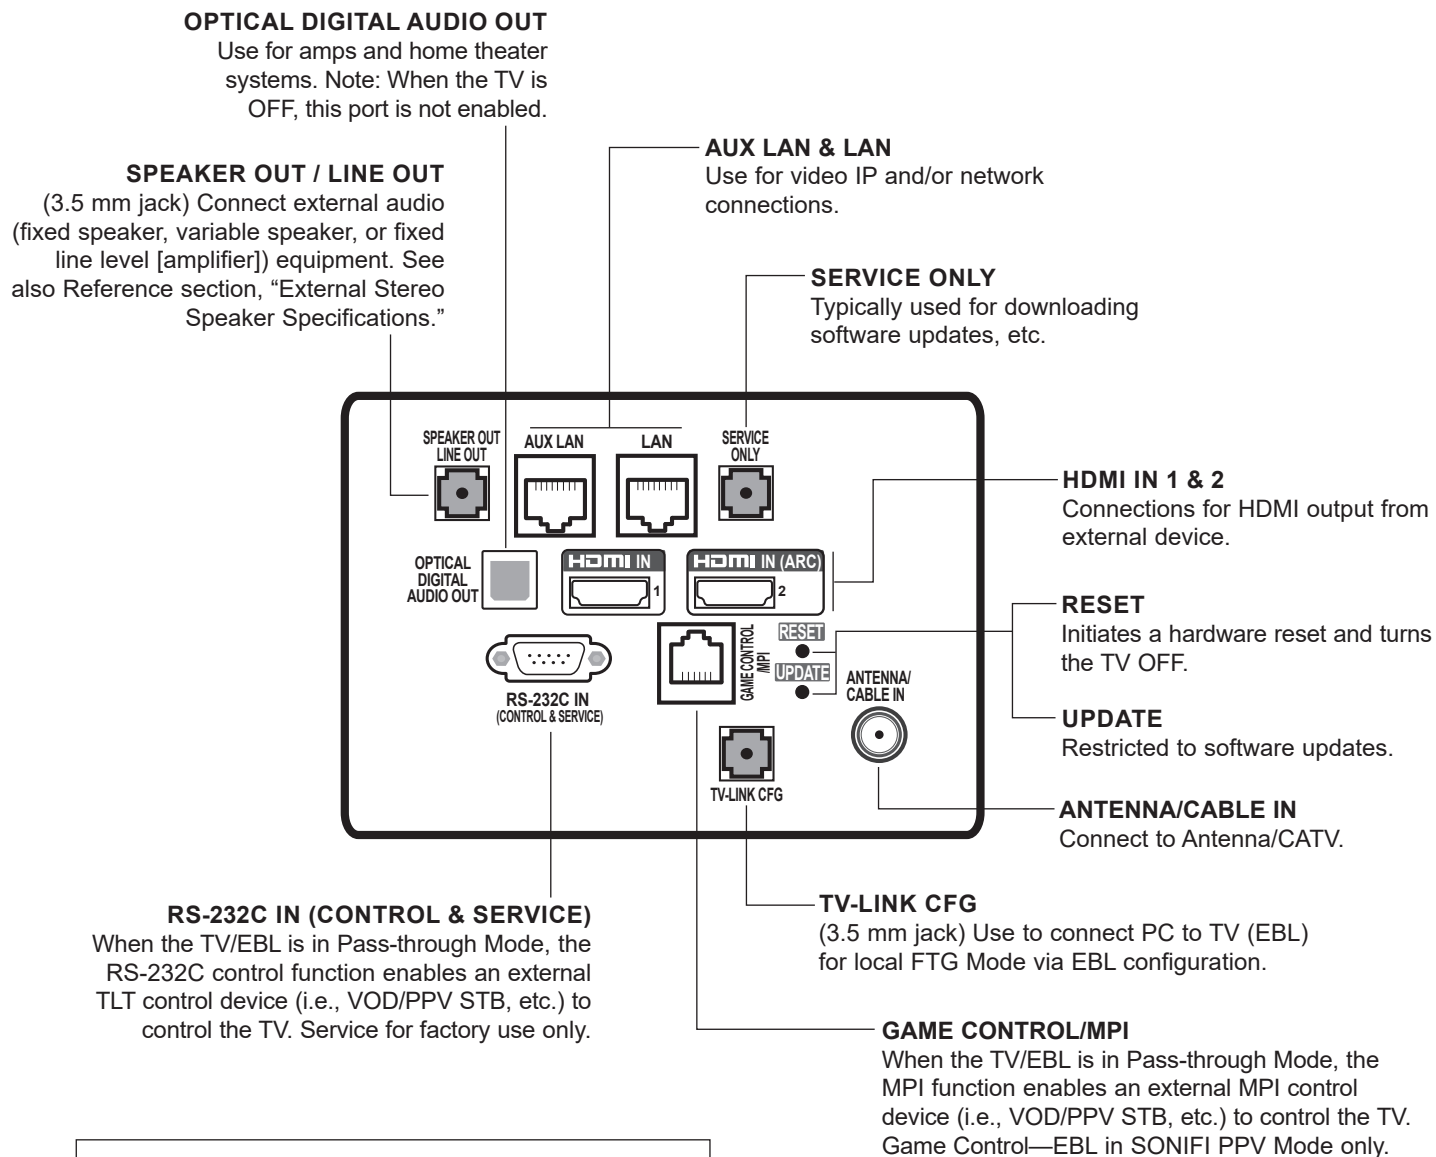 OPTICAL DIGITAL AUDIO OUT
Use for amps and home theater
systems. Note: When the TV is
OFF, this port is not enabled.
AUX LAN & LAN
Use for video IP and/or network
connections.
SPEAKER OUT / LINE OUT
(3.5 mm jack) Connect external audio
(fixed speaker, variable speaker, or fixed
line level [amplifier]) equipment. See
also Reference section, “External Stereo
Speaker Specifications.”
SERVICE ONLY
Typically used for downloading
software updates, etc.
SPEAKER OUT
LINE OUT
AUX LAN
LAN
SERVICE
ONLY
HDMI IN 1 & 2
Connections for HDMI output from
external device.
OPTICAL
DIGITAL
AUDIO OUT
HDMI IN
1
HDMI IN (ARC)
2
RESET
Initiates a hardware reset and turns
the TV OFF.
RS-232C IN
(CONTROL & SERVICE)
GAME CONTROL
/MPI
RESET
UPDATE
ANTENNA/
CABLE IN
UPDATE
Restricted to software updates.
TV-LINK CFG
ANTENNA/CABLE IN
Connect to Antenna/CATV.
RS-232C IN (CONTROL & SERVICE)
When the TV/EBL is in Pass-through Mode, the
RS-232C control function enables an external
TLT control device (i.e., VOD/PPV STB, etc.) to
control the TV. Service for factory use only.
TV-LINK CFG
(3.5 mm jack) Use to connect PC to TV (EBL)
for local FTG Mode via EBL configuration.
GAME CONTROL/MPI
When the TV/EBL is in Pass-through Mode, the
MPI function enables an external MPI control
device (i.e., VOD/PPV STB, etc.) to control the TV.
Game Control—EBL in SONIFI PPV Mode only.